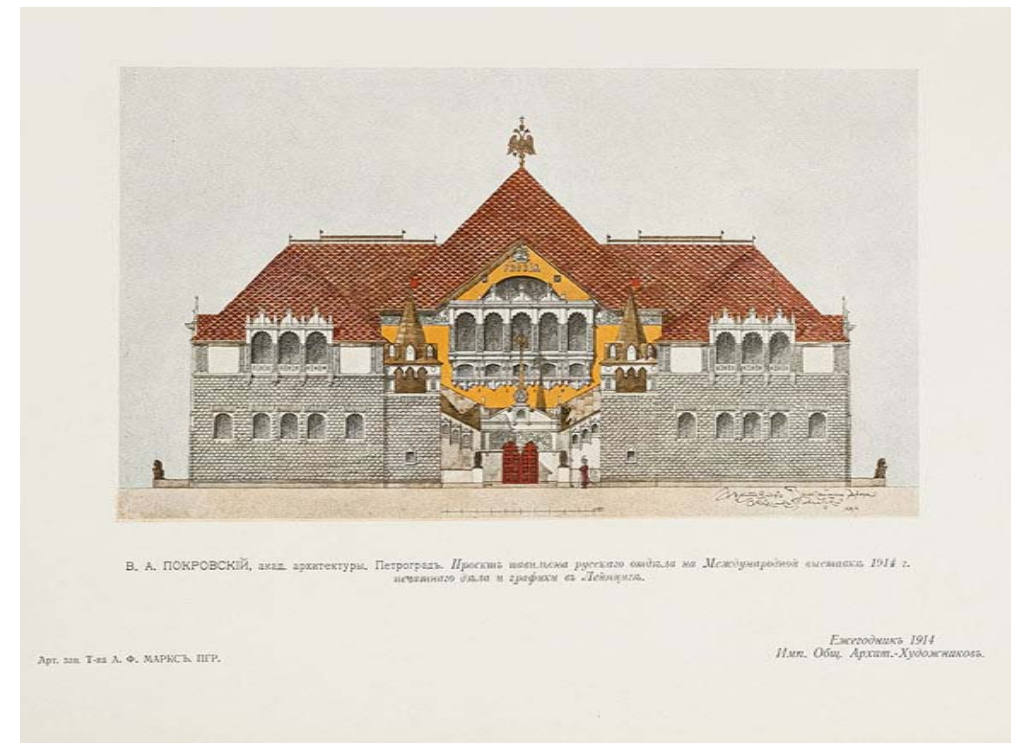 В. А. ПОКРОВСКІЙ, акад. архитектуры. Петроградъ. Проектъ павильона русскаго отдѣла на Международной выставкѣ 1914 г.
печатнаго дѣла и графики въ Лейпцигѣ.
Ежегодникъ 1914
Арт. зав. Т-ва А. Ф. МАРКСЪ. ПГР.
Имп. Общ. Архит.-Художниковъ.